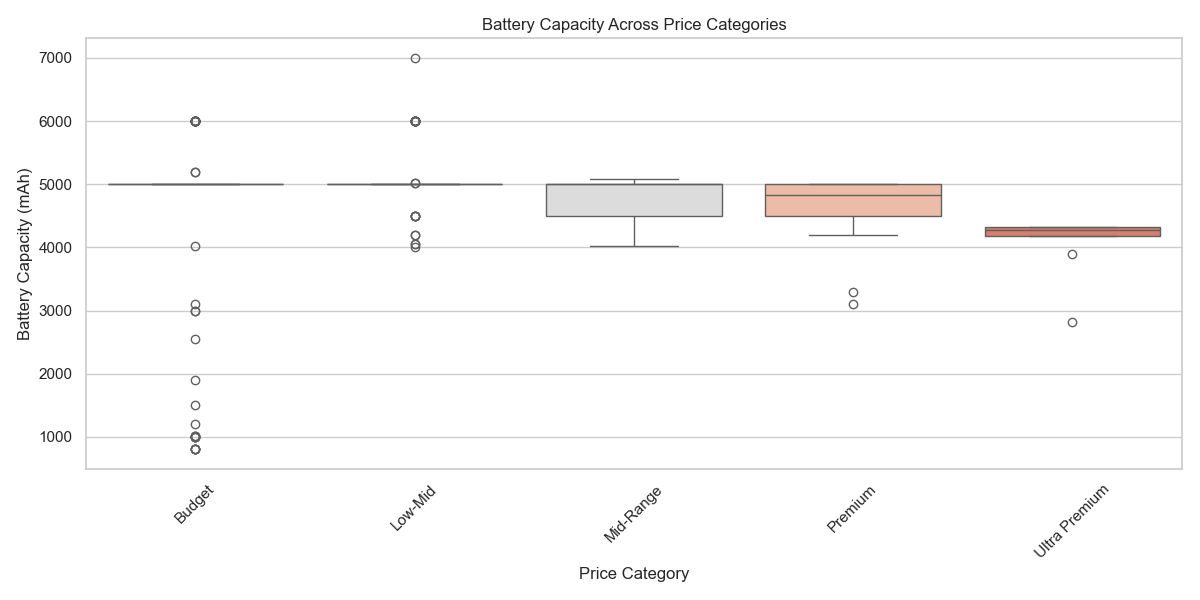 Battery Capacity Across Price Categories
Battery Capacity (mAh)
7000
6000
5000
4000
3000
2000
1000
Budget
Low-Mid
Mid-Range
Premium
Ultra Premium
Price Category